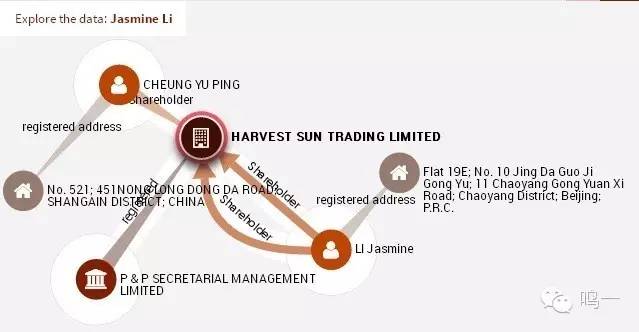 Explore the data: Jasmine Li
CHEUNG YU PING
shareholder
registered address
HARVEST SUN TRADING LIMITED
No. 521; 451NONG LONG DONG DA ROAD;
SHANGAIN DISTRICT; CHINA
registered
Shareholder
Shareholder
Flat 19E; No. 10 Jing Da Guo Ji
Gong Yu; 11 Chaoyang Gong Yuan Xi
Road; Chaoyang District; Beijing;
P.R.C.
registered address
LI Jasmine
P & P SECRETARIAL MANAGEMENT
LIMITED
鸣一